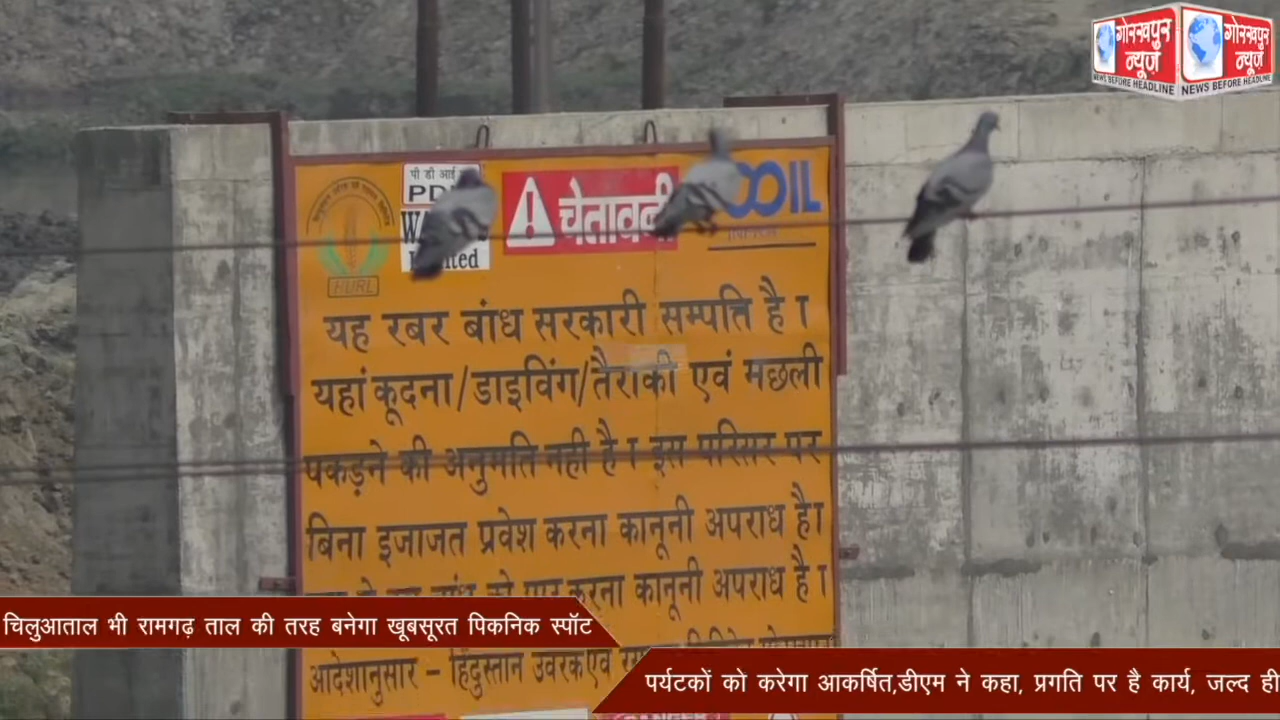 गोरखपुर न्यूज़ गोरखपुर न्यूज़
NEWS BEFORE HEADLINE NEWS BEFORE HEADLINE
पी डी आई
HURL
चेतावनी
OIL
यह रबर बांध सरकारी सम्पति है ।
यहां कूदना/डाइविंग/तैराकी एवं मछली
पकड़ने की अनुमति नही है । इस परिसर पर
बिना इजाजत प्रवेश करना कानूनी अपराध है।
बांध को पार करना कानूनी अपराध है ।
आदेशानुसार – हिंदुस्तान उवरक एवं
चिलुआताल भी रामगढ़ ताल की तरह बनेगा खूबसूरत पिकनिक स्पॉट
पर्यटकों को करेगा आकर्षित,डीएम ने कहा, प्रगति पर है कार्य, जल्द ही